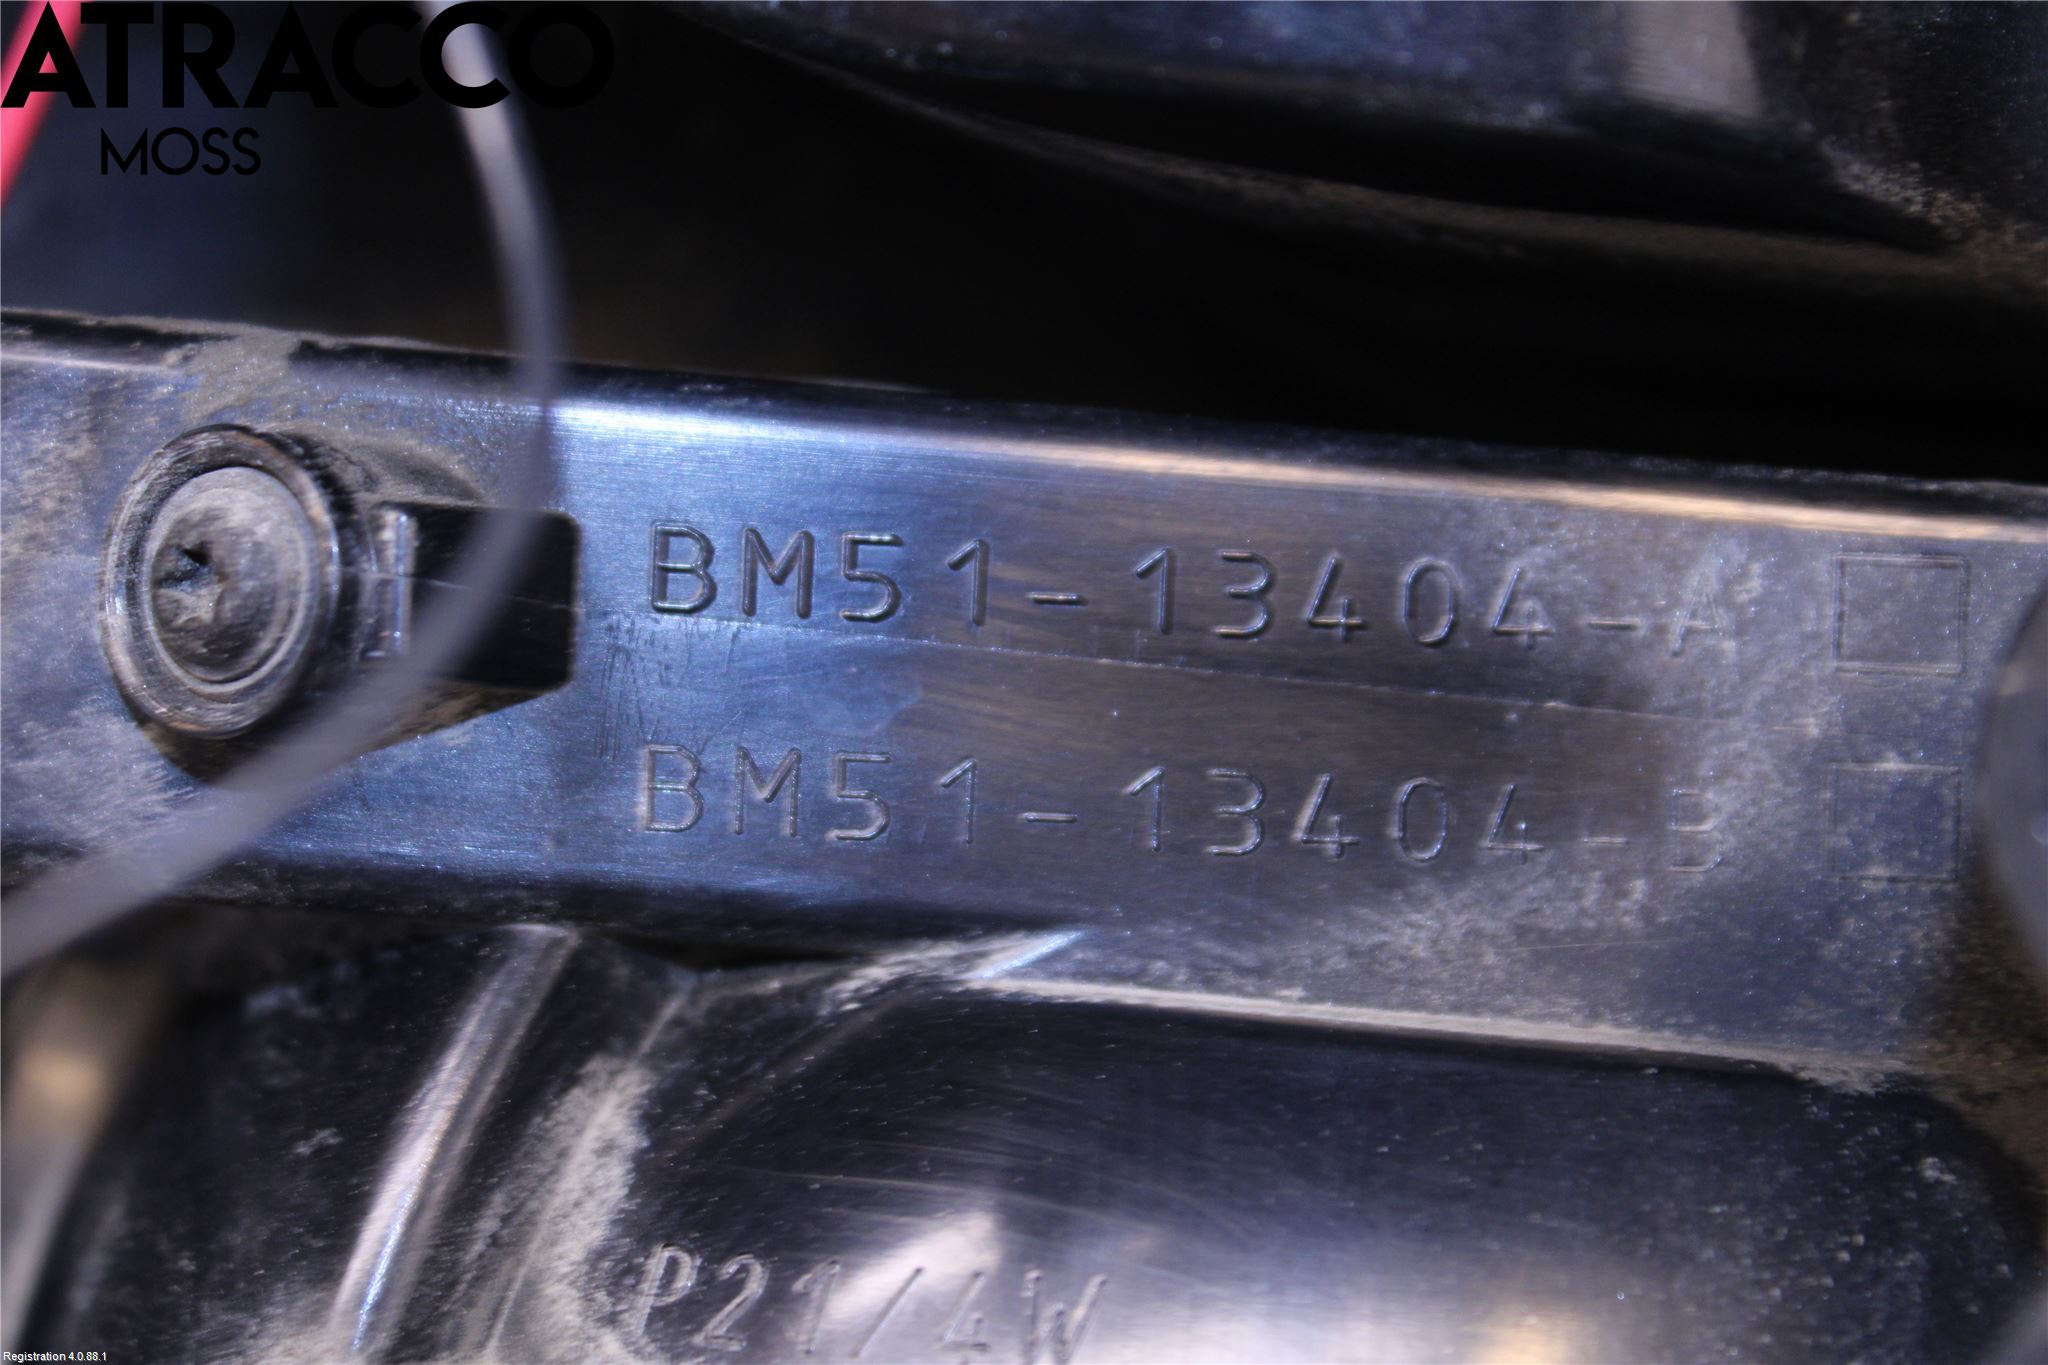 ATRACCO
MOSS
BM51-13404-A
BM51-13404-B
P21/4W
Registration 4.0.88.1